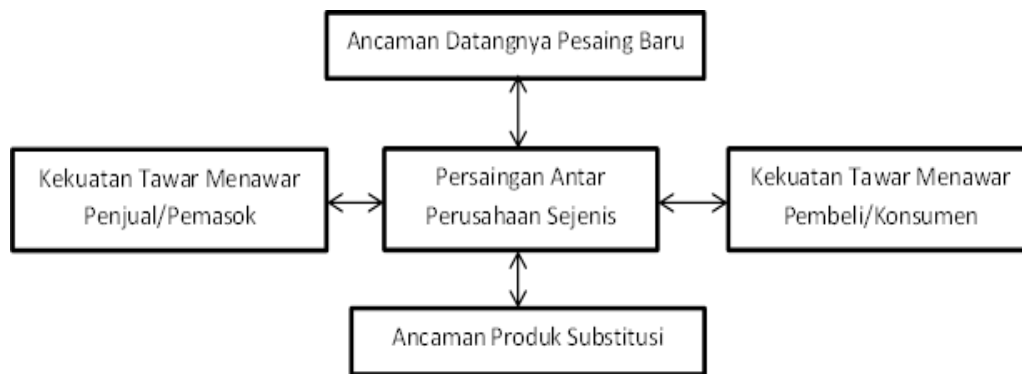 Ancaman Datangnya Pesaing Baru
Kekuatan Tawar Menawar
Penjual/Pemasok
Persaingan Antar
Perusahaan Sejenis
Kekuatan Tawar Menawar
Pembeli/Konsumen
Ancaman Produk Substitusi